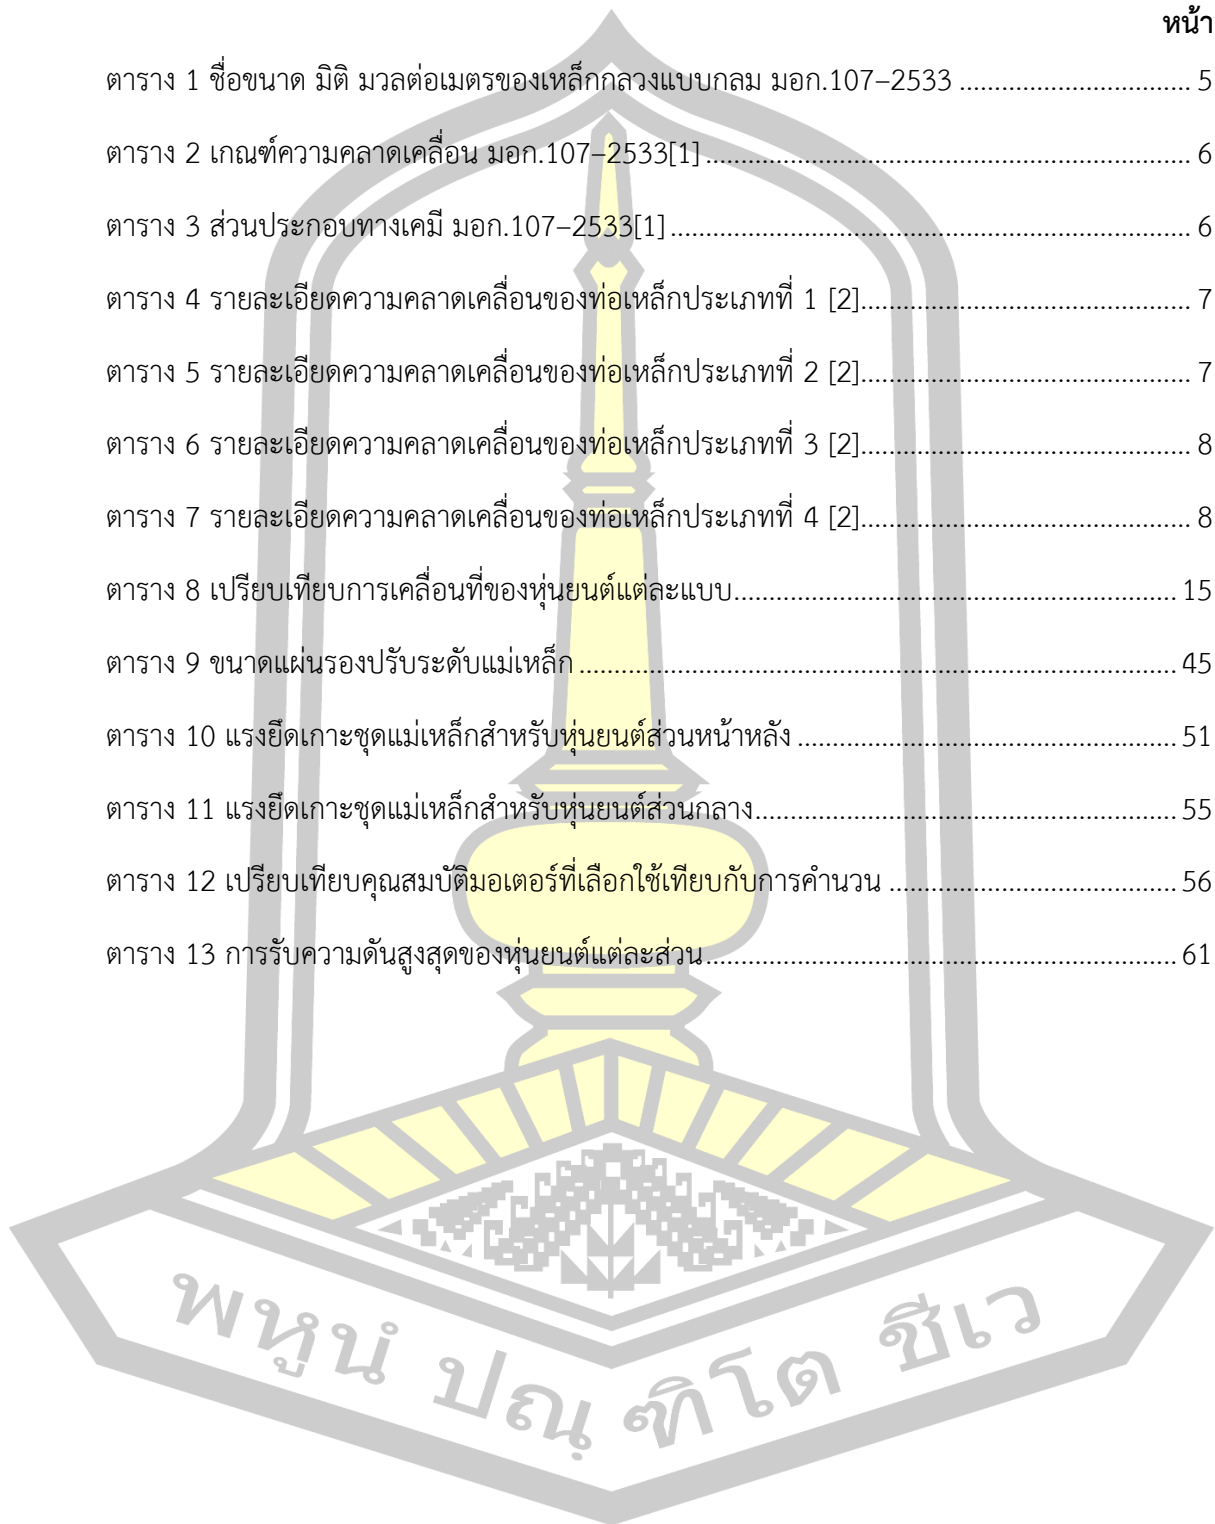 หน้า
ตาราง 1 ชื่อขนาด มิติ มวลต่อเมตรของเหล็กกลวงแบบกลม มอก.107–2533 ................................ 5
ตาราง 2 เกณฑ์ความคลาดเคลื่อน มอก.107–2533[1] ................................ 6
ตาราง 3 ส่วนประกอบทางเคมี มอก.107–2533[1] ................................ 6
ตาราง 4 รายละเอียดความคลาดเคลื่อนของท่อเหล็กประเภทที่ 1 [2]................................ 7
ตาราง 5 รายละเอียดความคลาดเคลื่อนของท่อเหล็กประเภทที่ 2 [2]................................ 7
ตาราง 6 รายละเอียดความคลาดเคลื่อนของท่อเหล็กประเภทที่ 3 [2]................................ 8
ตาราง 7 รายละเอียดความคลาดเคลื่อนของท่อเหล็กประเภทที่ 4 [2]................................ 8
ตาราง 8 เปรียบเทียบการเคลื่อนที่ของหุ่นยนต์แต่ละแบบ................................ 15
ตาราง 9 ขนาดแผ่นรองปรับระดับแม่เหล็ก ................................ 45
ตาราง 10 แรงยึดเกาะชุดแม่เหล็กสำหรับหุ่นยนต์ส่วนหน้าหลัง ................................ 51
ตาราง 11 แรงยึดเกาะชุดแม่เหล็กสำหรับหุ่นยนต์ส่วนกลาง................................ 55
ตาราง 12 เปรียบเทียบคุณสมบัติมอเตอร์ที่เลือกใช้เทียบกับการคำนวน ................................ 56
ตาราง 13 การรับความดันสูงสุดของหุ่นยนต์แต่ละส่วน................................ 61
พหูนํ ปณฺฑิโต ชีเว